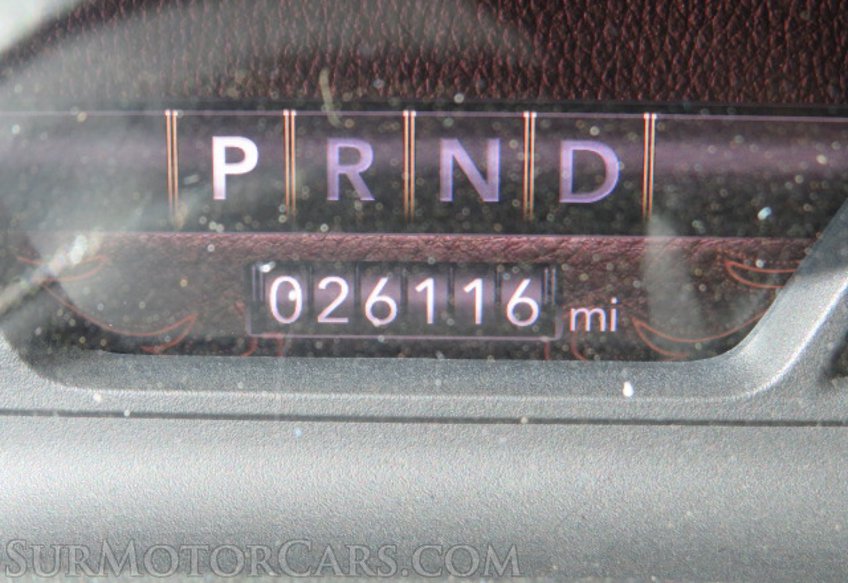 P R N D
026116 mi
SurMotorCars.com